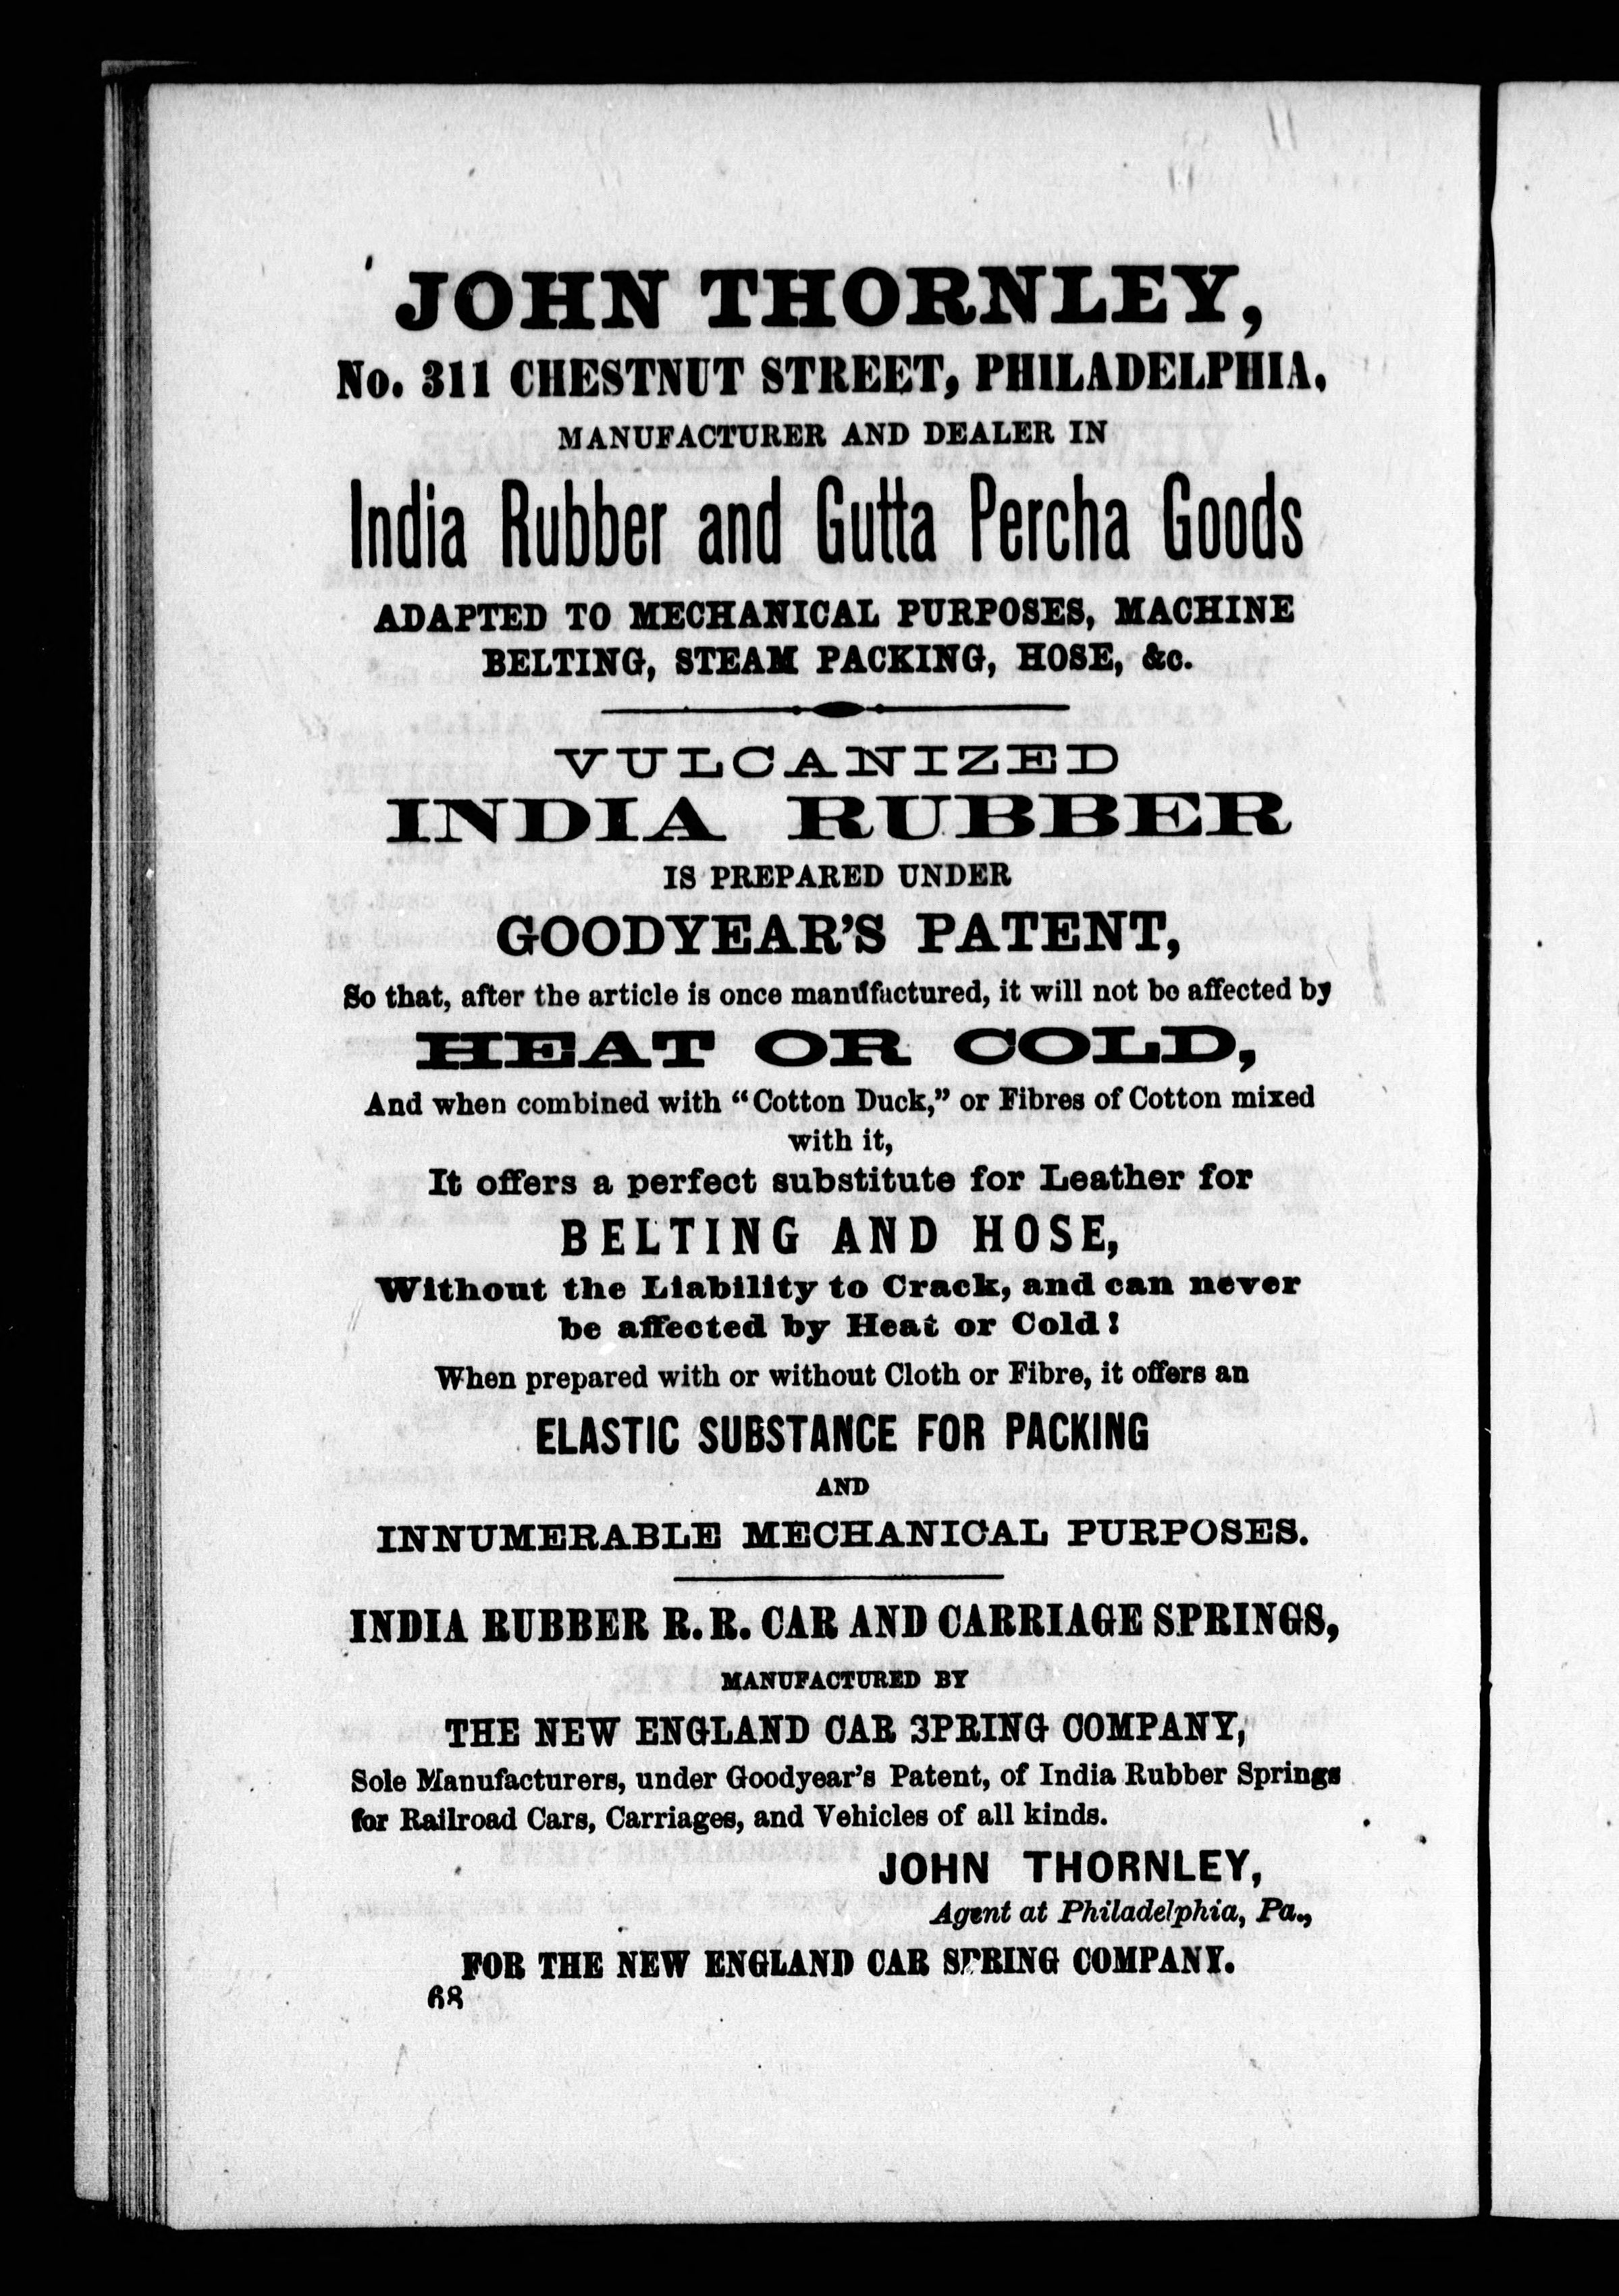 JOHN THORNLEY,
No. 311 CHESTNUT STREET, PHILADELPHIA,
MANUFACTURER AND DEALER IN
India Rubber and Gutta Percha Goods
ADAPTED TO MECHANICAL PURPOSES, MACHINE
BELTING, STEAM PACKING, HOSE, &c.
VULCANIZED
INDIA RUBBER
IS PREPARED UNDER
GOODYEAR'S PATENT,
So that, after the article is once manufactured, it will not be affected by
HEAT OR COLD,
And when combined with "Cotton Duck," or Fibres of Cotton mixed
with it,
It offers a perfect substitute for Leather for
BELTING AND HOSE,
Without the Liability to Crack, and can never
be affected by Heat or Cold!
When prepared with or without Cloth or Fibre, it offers an
ELASTIC SUBSTANCE FOR PACKING
AND
INNUMERABLE MECHANICAL PURPOSES.
INDIA RUBBER R. R. CAR AND CARRIAGE SPRINGS,
MANUFACTURED BY
THE NEW ENGLAND CAR SPRING COMPANY,
Sole Manufacturers, under Goodyear's Patent, of India Rubber Springs
for Railroad Cars, Carriages, and Vehicles of all kinds.
JOHN THORNLEY,
Agent at Philadelphia, Pa.,
FOR THE NEW ENGLAND CAR SPRING COMPANY.
68